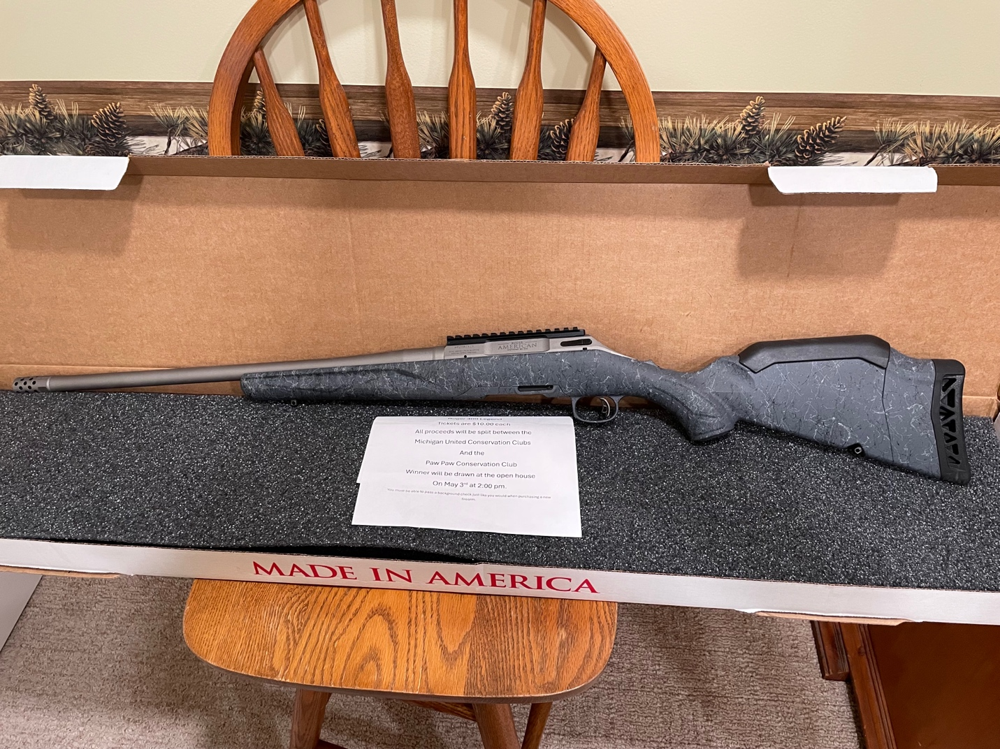 RUGER
AMERICAN
Ruger 400 Legend
Tickets are $10.00 each
All proceeds will be split between the
Michigan United Conservation Clubs
And the
Paw Paw Conservation Club
Winner will be drawn at the open house
On May 3rd at 2:00 pm.
You must be able to pass a background check just like you would when purchasing a new
firearm.
MADE IN AMERICA